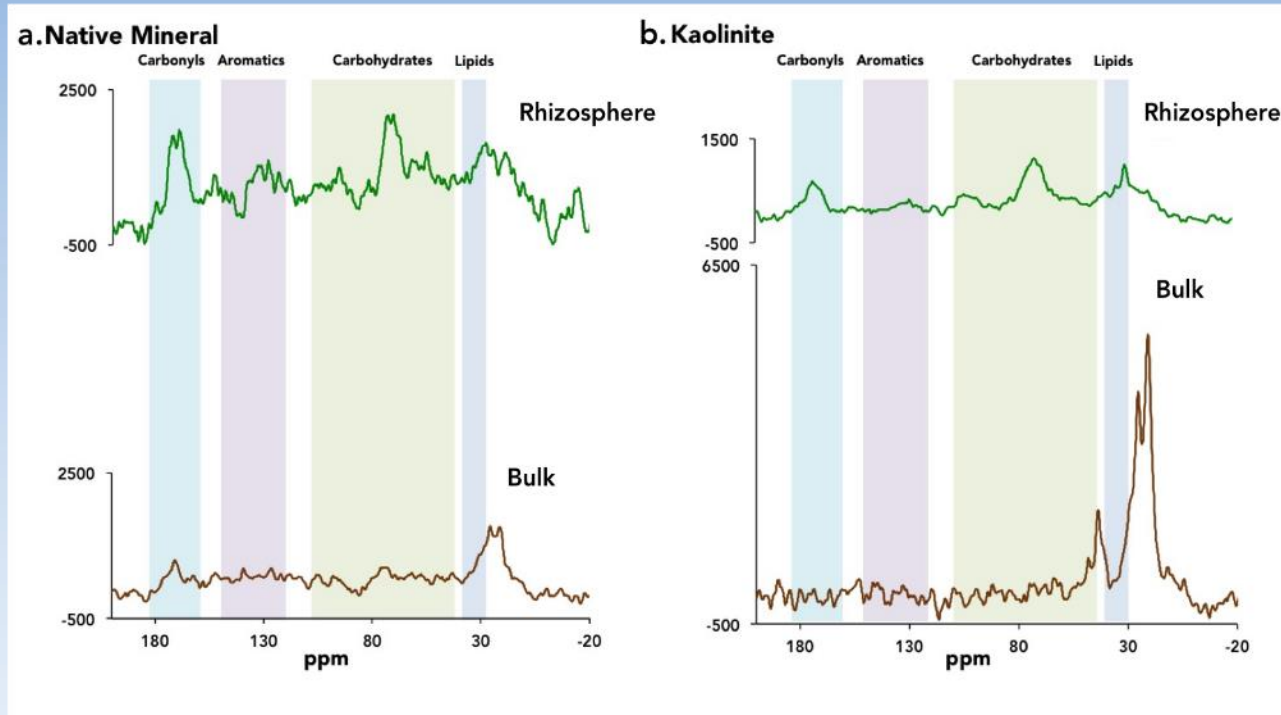 a. Native Mineral
Carbonyls Aromatics Carbohydrates Lipids
2500
Rhizosphere
-500
2500
Bulk
-500
180 130 80 30 -20
ppm
b. Kaolinite
Carbonyls Aromatics Carbohydrates Lipids
Rhizosphere
1500
-500
6500
Bulk
-500
180 130 80 30 -20
ppm